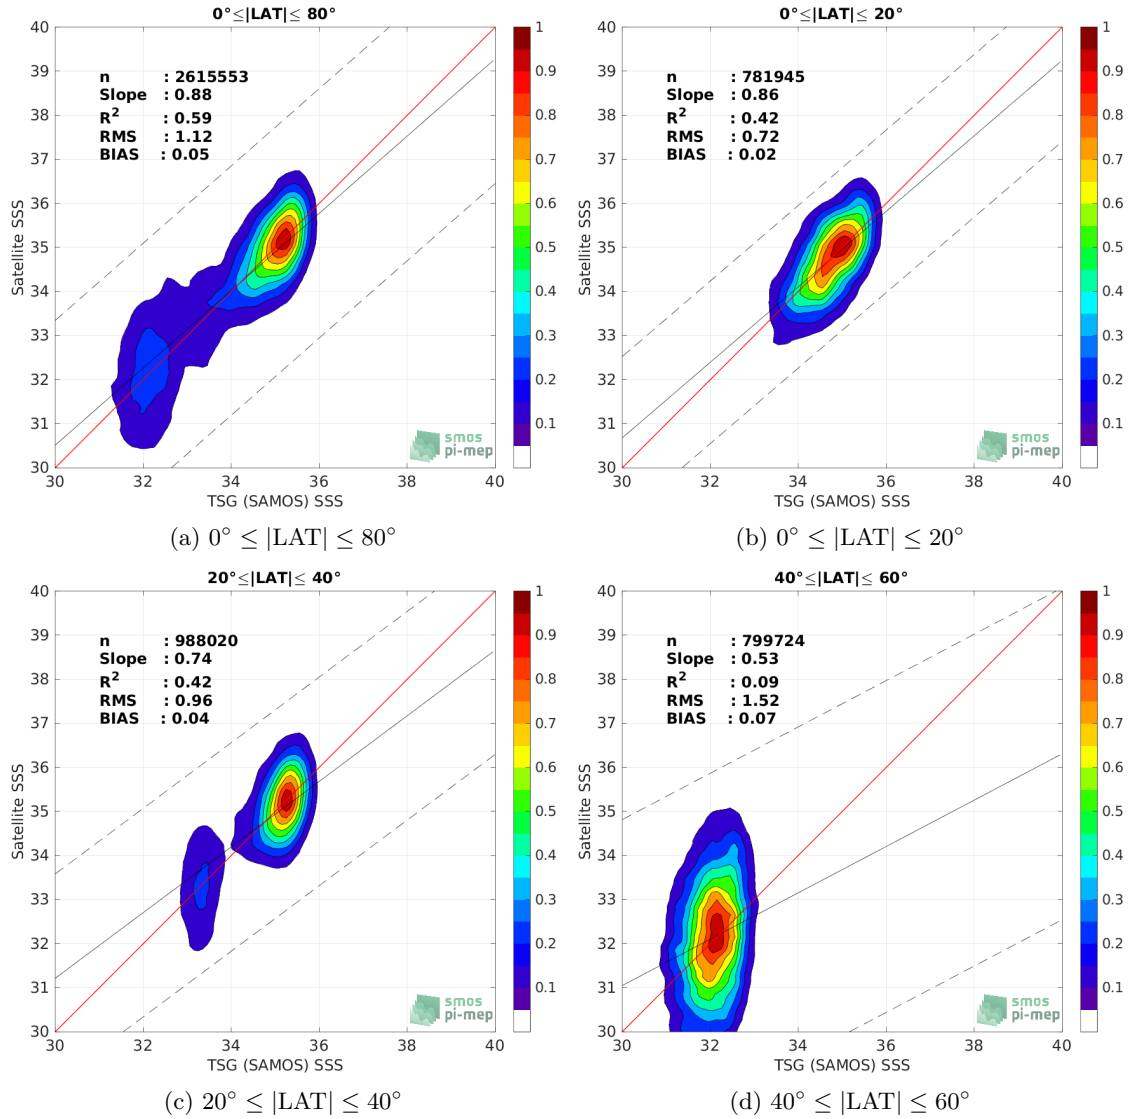 0°≤|LAT|≤ 80°
40
39
38
37
36
35
34
33
32
31
30
Satellite SSS
n : 2615553
Slope : 0.88
R² : 0.59
RMS : 1.12
BIAS : 0.05
smos
pi-mep
30 32 34 36 38 40
TSG (SAMOS) SSS
1
0.9
0.8
0.7
0.6
0.5
0.4
0.3
0.2
0.1
(a) 0° ≤ |LAT| ≤ 80°
0°≤|LAT|≤ 20°
40
39
38
37
36
35
34
33
32
31
30
Satellite SSS
n : 781945
Slope : 0.86
R² : 0.42
RMS : 0.72
BIAS : 0.02
smos
pi-mep
30 32 34 36 38 40
TSG (SAMOS) SSS
1
0.9
0.8
0.7
0.6
0.5
0.4
0.3
0.2
0.1
(b) 0° ≤ |LAT| ≤ 20°
20°≤|LAT|≤ 40°
40
39
38
37
36
35
34
33
32
31
30
Satellite SSS
n : 988020
Slope : 0.74
R² : 0.42
RMS : 0.96
BIAS : 0.04
smos
pi-mep
30 32 34 36 38 40
TSG (SAMOS) SSS
1
0.9
0.8
0.7
0.6
0.5
0.4
0.3
0.2
0.1
(c) 20° ≤ |LAT| ≤ 40°
40°≤|LAT|≤ 60°
40
39
38
37
36
35
34
33
32
31
30
Satellite SSS
n : 799724
Slope : 0.53
R² : 0.09
RMS : 1.52
BIAS : 0.07
smos
pi-mep
30 32 34 36 38 40
TSG (SAMOS) SSS
1
0.9
0.8
0.7
0.6
0.5
0.4
0.3
0.2
0.1
(d) 40° ≤ |LAT| ≤ 60°